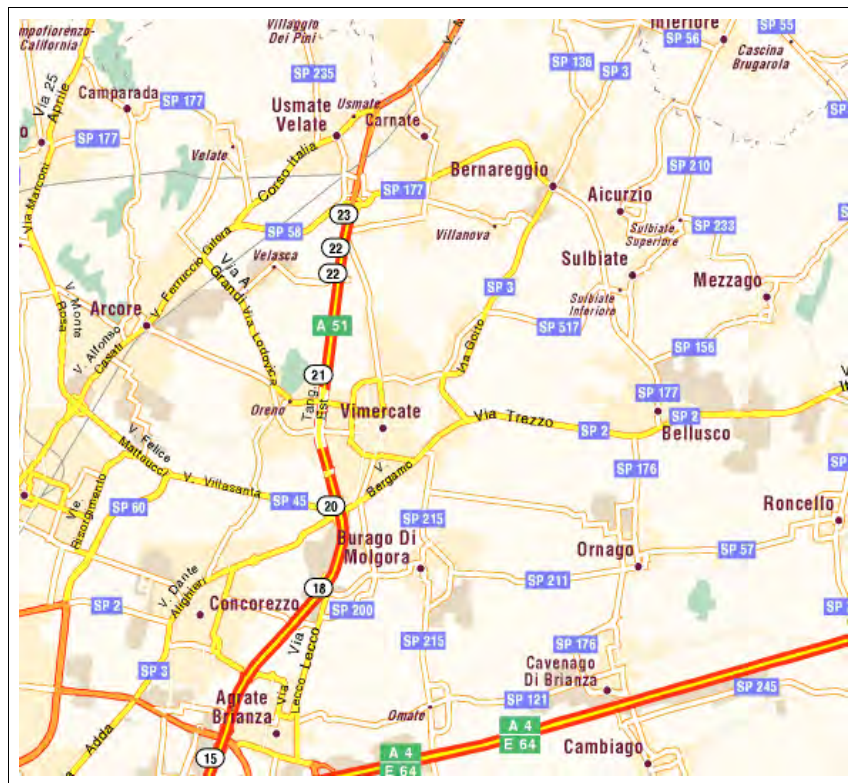 Villaggio
Dei Pini
V. M
Inferiore
SP 55
SP 56
Cascina
Brugarola
mpofiorenzo-
California
SP 136
SP 3
SP 235
Via 25
Aprile
Camparada
SP 177
Usmate
Velate
Usmate
Carnate
o
SP 177
Velate
Corso Italia
Bernareggio
SP 210
Via Marconi
SP 177
Aicurzio
23
SP 58
Villanova
Sulbiate
Superiore
SP 233
V. Ferruccio Gilera
22
22
Velasca
Via A
Grandi
Via Lodovica
Sulbiate
Mezzago
SP 3
Sulbiate
Inferiore
V. Monte
Rosa
Arcore
A 51
SP 517
V. Alfonso
Casati
Via Goito
SP 156
21
SP 177
Oreno
Tang.
Est
Vimercate
Via Trezzo
SP 2
SP 2
Bellusco
V. Felice
Matteucci
V. Villasanta
V.
Bergamo
SP 176
SP 60
SP 45
20
Roncello
V.le
Risorgimento
SP 215
Burago Di
Molgora
Ornago
SP 57
V. Dante
Alighieri
18
SP 211
SP 2
Concorezzo
SP 200
SP 3
Via
Lecco
SP 215
SP 176
Cavenago
Di Brianza
SP 245
Agrate
Brianza
Via
Lecco
Omate
SP 121
Adda
15
A 4
E 64
A 4
E 64
Cambiago